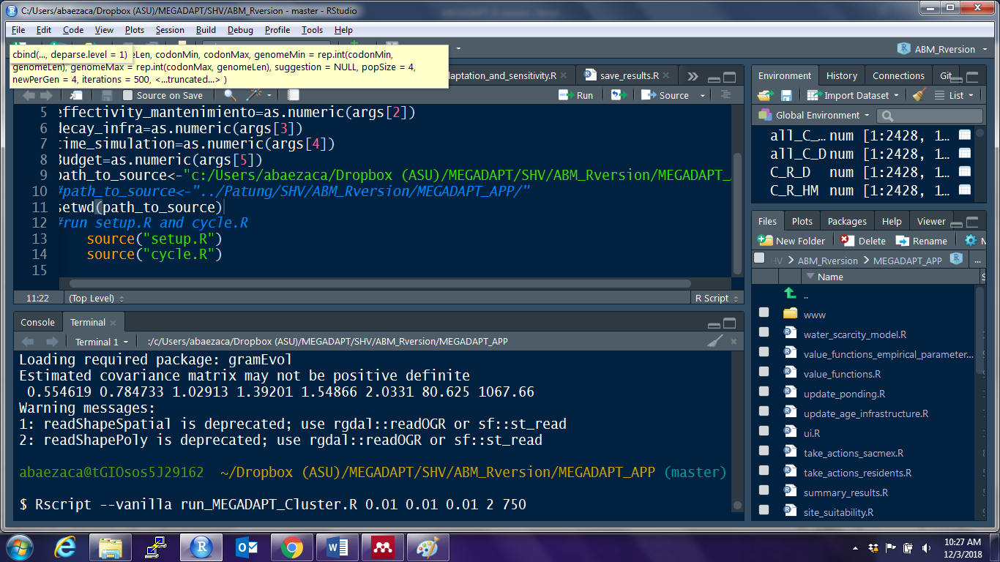 C:/Users/abaezaca/Dropbox (ASU)/MEGADAPT/SHV/ABM_Rversion - master - RStudio
File Edit Code View Plots Session Build Debug Profile Tools Help
cbind(..., deparse.level = 1) eLen, codonMin, codonMax, genomeMin = rep.int(codonMin,
genomeLen), genomeMax = rep.int(codonMax, genomeLen), suggestion = NULL, popSize = 4,
newPerGen = 4, iterations = 500, <...truncated...> )
ABM_Rversion
daptation_and_sensitivity.R
save_results.R
Source on Save
Run
Source
5 effectivity_mantenimiento=as.numeric(args[2])
6 decay_infra=as.numeric(args[3])
7 time_simulation=as.numeric(args[4])
8 Budget=as.numeric(args[5])
9 path_to_source<-"c:/Users/abaezaca/Dropbox (ASU)/MEGADAPT/SHV/ABM_Rversion/MEGADAPT_
10 #path_to_source<-"../Patung/SHV/ABM_Rversion/MEGADAPT_APP/"
11 setwd(path_to_source)
12 #run setup.R and cycle.R
13 source("setup.R")
14 source("cycle.R")
15
11:22 (Top Level) R Script
Console Terminal
Terminal 1 :/c/Users/abaezaca/Dropbox (ASU)/MEGADAPT/SHV/ABM_Rversion/MEGADAPT_APP
Loading required package: gramEvol
Estimated covariance matrix may not be positive definite
0.554619 0.784733 1.02913 1.39201 1.54866 2.0331 80.625 1067.66
Warning messages:
1: readShapeSpatial is deprecated; use rgdal::readOGR or sf::st_read
2: readShapePoly is deprecated; use rgdal::readOGR or sf::st_read
abaezaca@tGIOsos5J29162 ~/Dropbox (ASU)/MEGADAPT/SHV/ABM_Rversion/MEGADAPT_APP (master)
$ Rscript --vanilla run_MEGADAPT_Cluster.R 0.01 0.01 0.01 2 750
Environment History Connections Git
Import Dataset List
Global Environment
all_C_… num [1:2428, 1…
all_C_D num [1:2428, 1…
C_R_D num [1:2428, 1…
C_R_HM num [1:2428, 1…
Files Plots Packages Help Viewer
New Folder Delete Rename M
HV ABM_Rversion MEGADAPT_APP ...
Name S
..
www
water_scarcity_model.R
value_functions_empirical_parameter...
value_functions.R
update_ponding.R
update_age_infrastructure.R
ui.R
take_actions_sacmex.R
take_actions_residents.R
summary_results.R
site_suitability.R
10:27 AM
12/3/2018